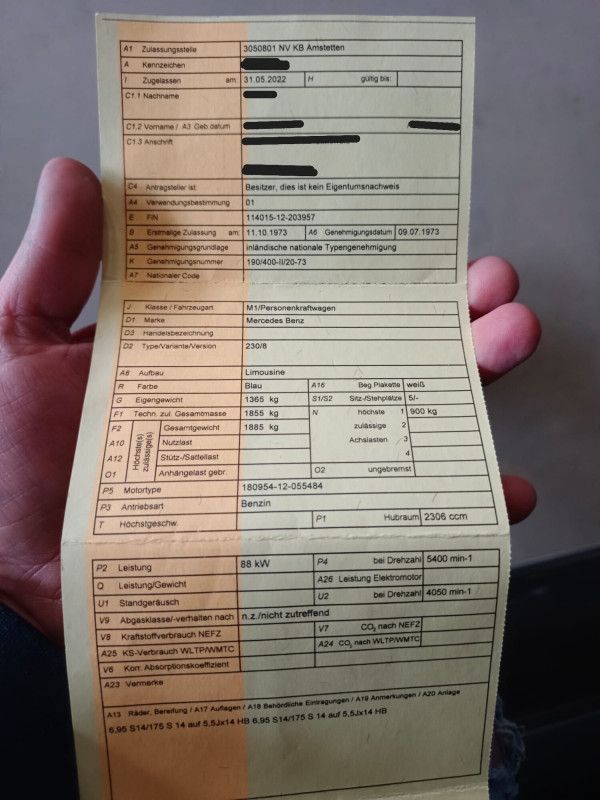 A1 Zulassungsstelle 3050801 NV KB Amstetten
A Kennzeichen
I Zugelassen am: 31.05.2022 H gültig bis:
C1.1 Nachname
C1.2 Vorname / A3 Geb.datum
C1.3 Anschrift
C4 Antragsteller ist: Besitzer, dies ist kein Eigentumsnachweis
A4 Verwendungsbestimmung 01
E FIN 114015-12-203957
B Erstmalige Zulassung am: 11.10.1973 A6 Genehmigungsdatum 09.07.1973
A5 Genehmigungsgrundlage inländische nationale Typengenehmigung
K Genehmigungsnummer 190/400-II/20-73
A7 Nationaler Code
J Klasse / Fahrzeugart M1/Personenkraftwagen
D1 Marke Mercedes Benz
D3 Handelsbezeichnung
D2 Type/Variante/Version 230/8
A8 Aufbau Limousine
R Farbe Blau A16 Beg.Plakette weiß
G Eigengewicht 1365 kg S1/S2 Sitz-/Stehplätze 5/-
F1 Techn. zul. Gesamtmasse 1855 kg N höchste 1 900 kg
F2 Höchste(s) zulässige(s) Gesamtgewicht 1885 kg zulässige 2
A10 Nutzlast Achslasten 3
A12 Stütz-/Sattellast 4
O1 Anhängelast gebr. O2 ungebremst
P5 Motortype 180954-12-055484
P3 Antriebsart Benzin
T Höchstgeschw. P1 Hubraum 2306 ccm
P2 Leistung 88 kW P4 bei Drehzahl 5400 min-1
Q Leistung/Gewicht A26 Leistung Elektromotor
U1 Standgeräusch U2 bei Drehzahl 4050 min-1
V9 Abgasklasse/-verhalten nach n.z./nicht zutreffend
V8 Kraftstoffverbrauch NEFZ V7 CO2 nach NEFZ
A25 KS-Verbrauch WLTP/WMTC A24 CO2 nach WLTP/WMTC
V6 Korr. Absorptionskoeffizient
A23 Vermerke
A13 Räder, Bereifung / A17 Auflagen / A18 Behördliche Eintragungen / A19 Anmerkungen / A20 Anlage
6,95 S14/175 S 14 auf 5,5Jx14 HB 6,95 S14/175 S 14 auf 5,5Jx14 HB